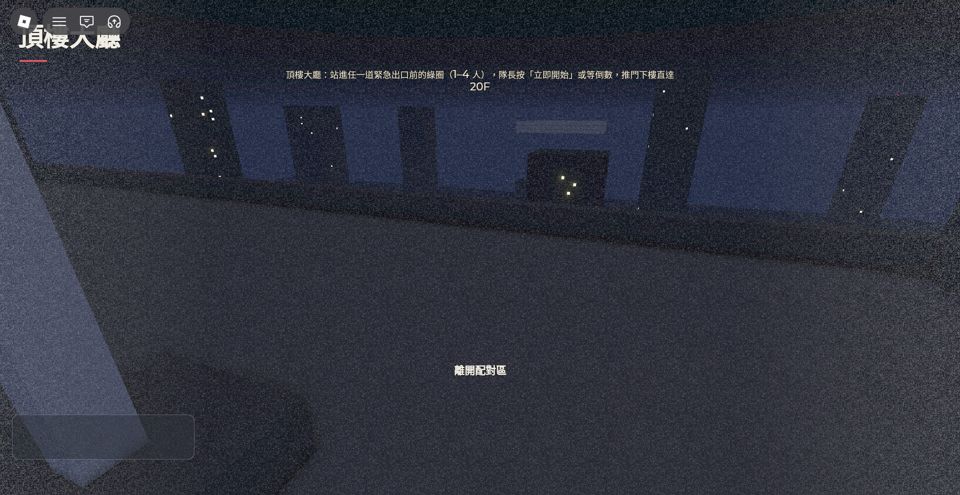 頂樓大廳
頂樓大廳：站進任一道緊急出口前的綠圈（1–4 人），隊長按「立即開始」或等倒數，推門下樓直達
20F
離開配對區